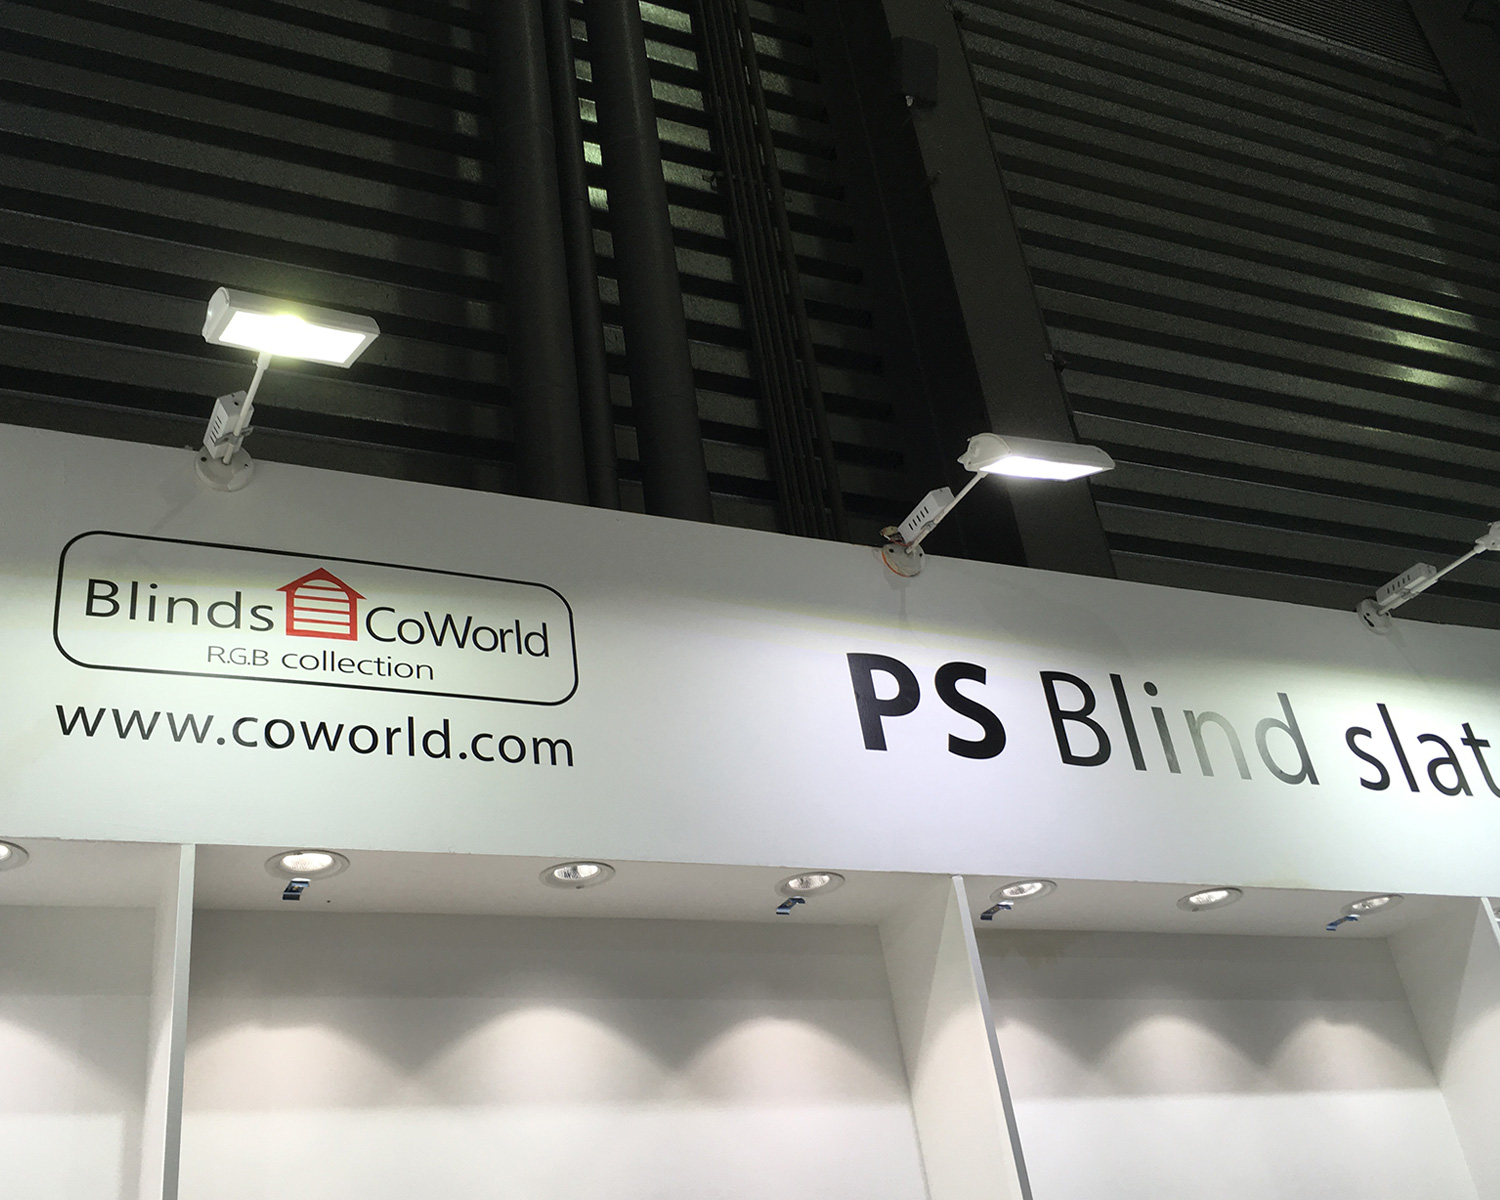 Blinds CoWorld
R.G.B collection
www.coworld.com
PS Blind slat